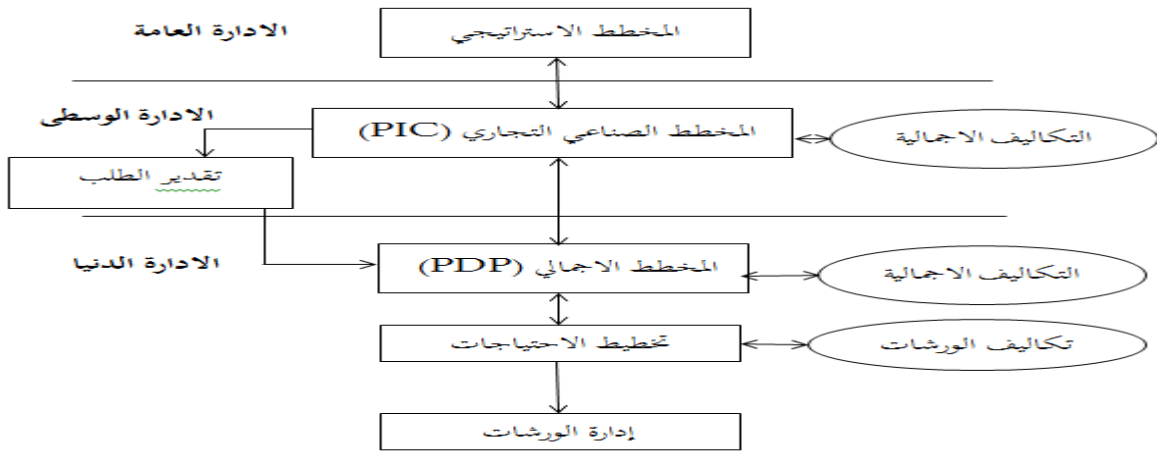 الادارة العامة
المخطط الاستراتيجي
الادارة الوسطى
المخطط الصناعي التجاري (PIC)
التكاليف الاجمالية
تقدير الطلب
الادارة الدنيا
المخطط الاجمالي (PDP)
التكاليف الاجمالية
تخطيط الاحتياجات
تكاليف الورشات
إدارة الورشات